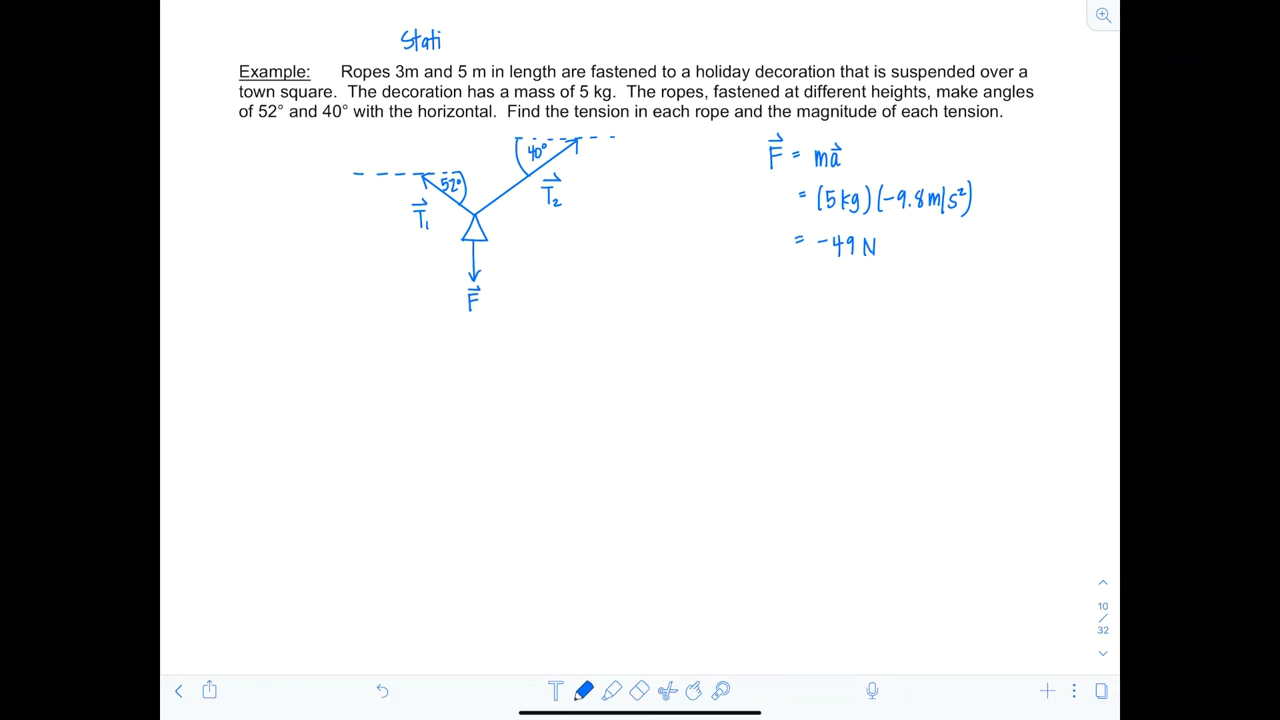 Stati
Example: Ropes 3m and 5 m in length are fastened to a holiday decoration that is suspended over a
town square. The decoration has a mass of 5 kg. The ropes, fastened at different heights, make angles
of 52° and 40° with the horizontal. Find the tension in each rope and the magnitude of each tension.
40°
52°
T⃗₁
T⃗₂
F⃗
F⃗ = ma⃗
= (5 kg)(-9.8 m/s²)
= -49 N
10
/
32
T